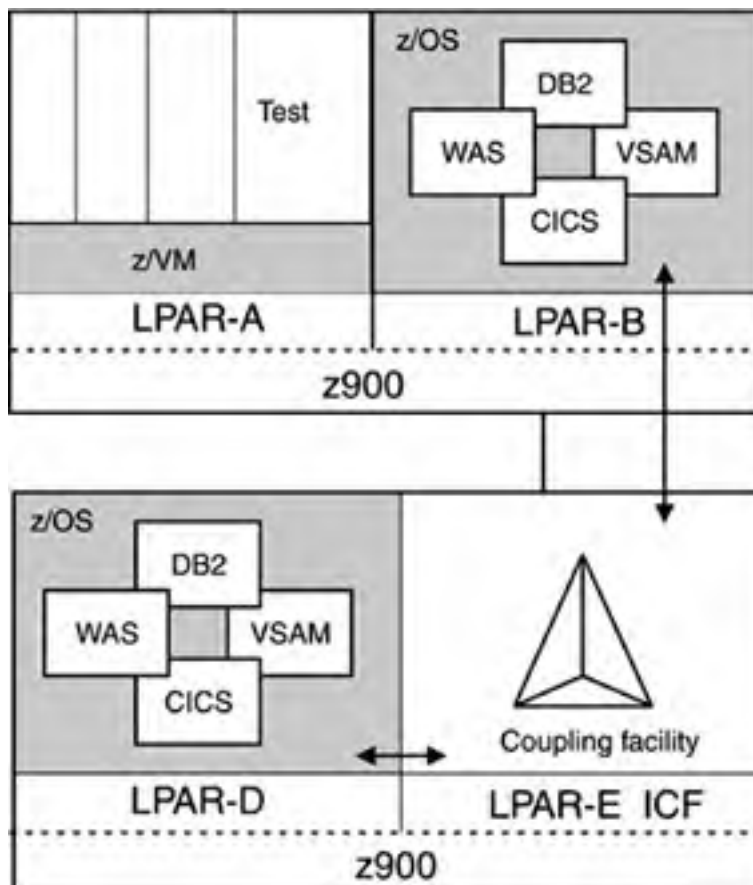 z/OS
DB2
Test
WAS
VSAM
CICS
z/VM
LPAR-A
LPAR-B
z900
z/OS
DB2
WAS
VSAM
CICS
Coupling facility
LPAR-D
LPAR-E ICF
z900